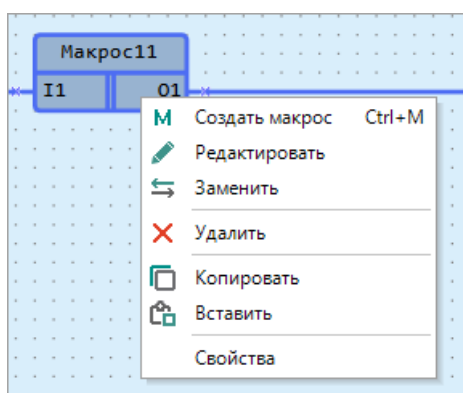 Макрос11
I1 O1
Создать макрос Ctrl+M
Редактировать
Заменить
Удалить
Копировать
Вставить
Свойства